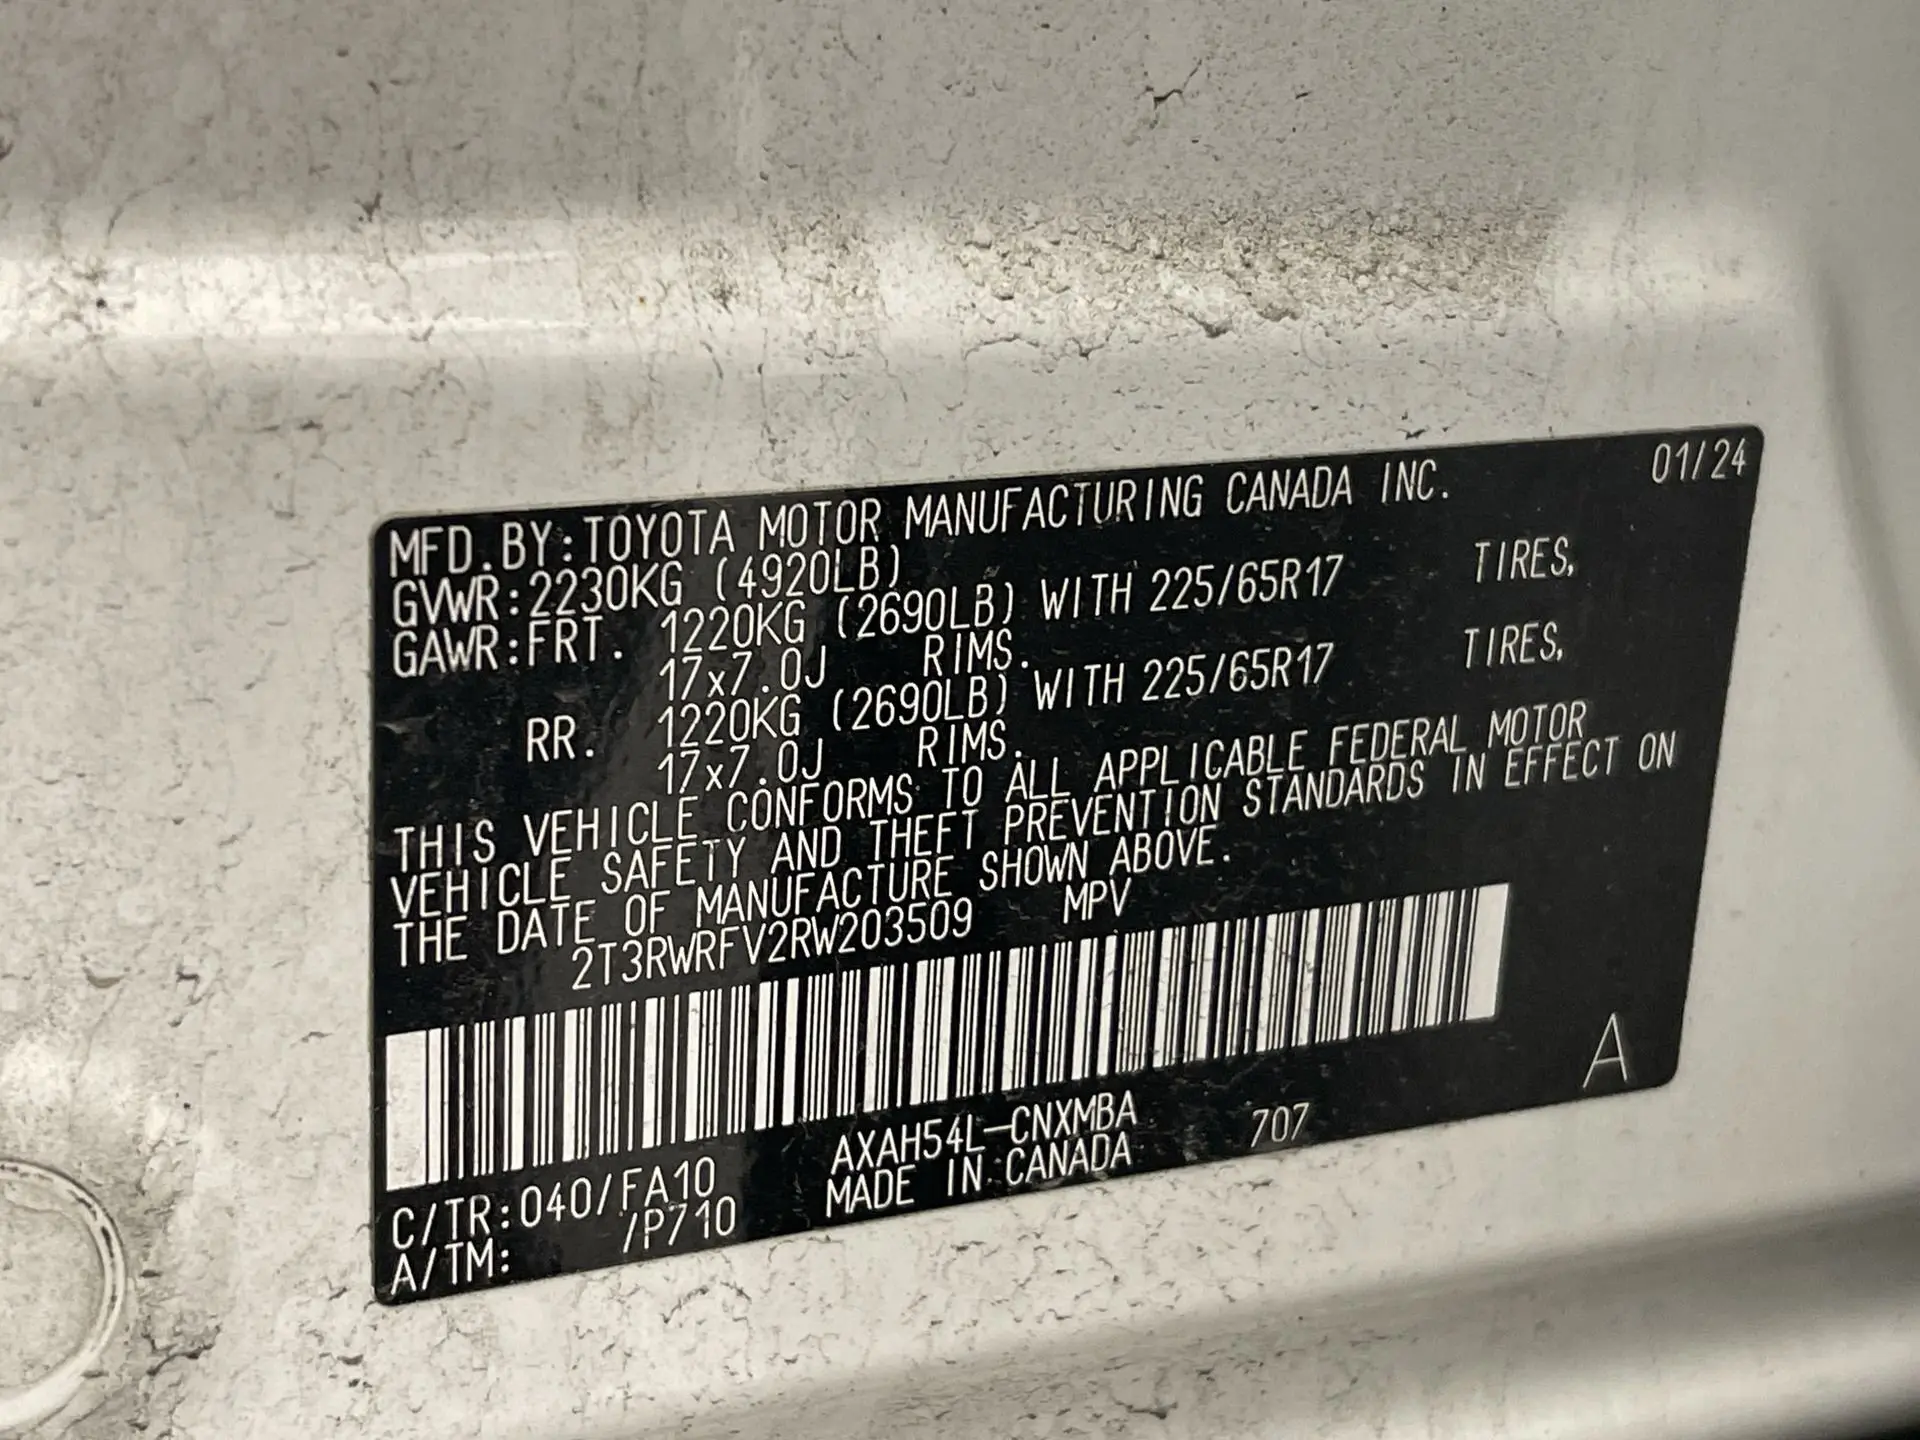 01/24
MFD.BY:TOYOTA MOTOR MANUFACTURING CANADA INC.
GVWR:2230KG (4920LB)
GAWR:FRT. 1220KG (2690LB) WITH 225/65R17 TIRES,
17x7.0J RIMS.
RR. 1220KG (2690LB) WITH 225/65R17 TIRES,
17x7.0J RIMS.
THIS VEHICLE CONFORMS TO ALL APPLICABLE FEDERAL MOTOR
VEHICLE SAFETY AND THEFT PREVENTION STANDARDS IN EFFECT ON
THE DATE OF MANUFACTURE SHOWN ABOVE.
2T3RWRFV2RW203509 MPV
A
C/TR:040/FA10 AXAH54L-CNXMBA 707
A/TM: /P710 MADE IN CANADA